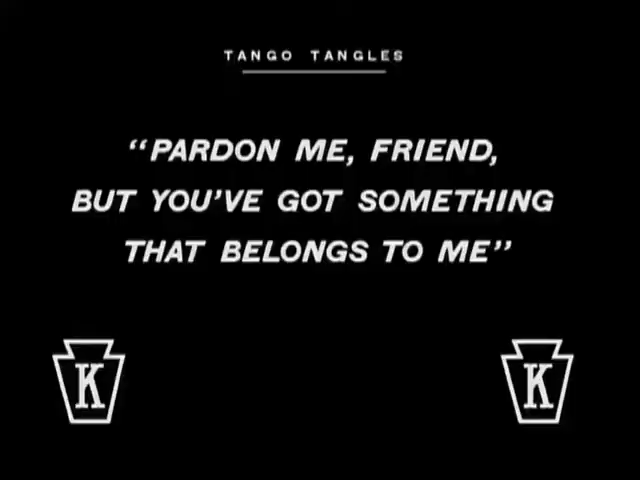 TANGO TANGLES
"PARDON ME, FRIEND,
BUT YOU'VE GOT SOMETHING
THAT BELONGS TO ME"
K K